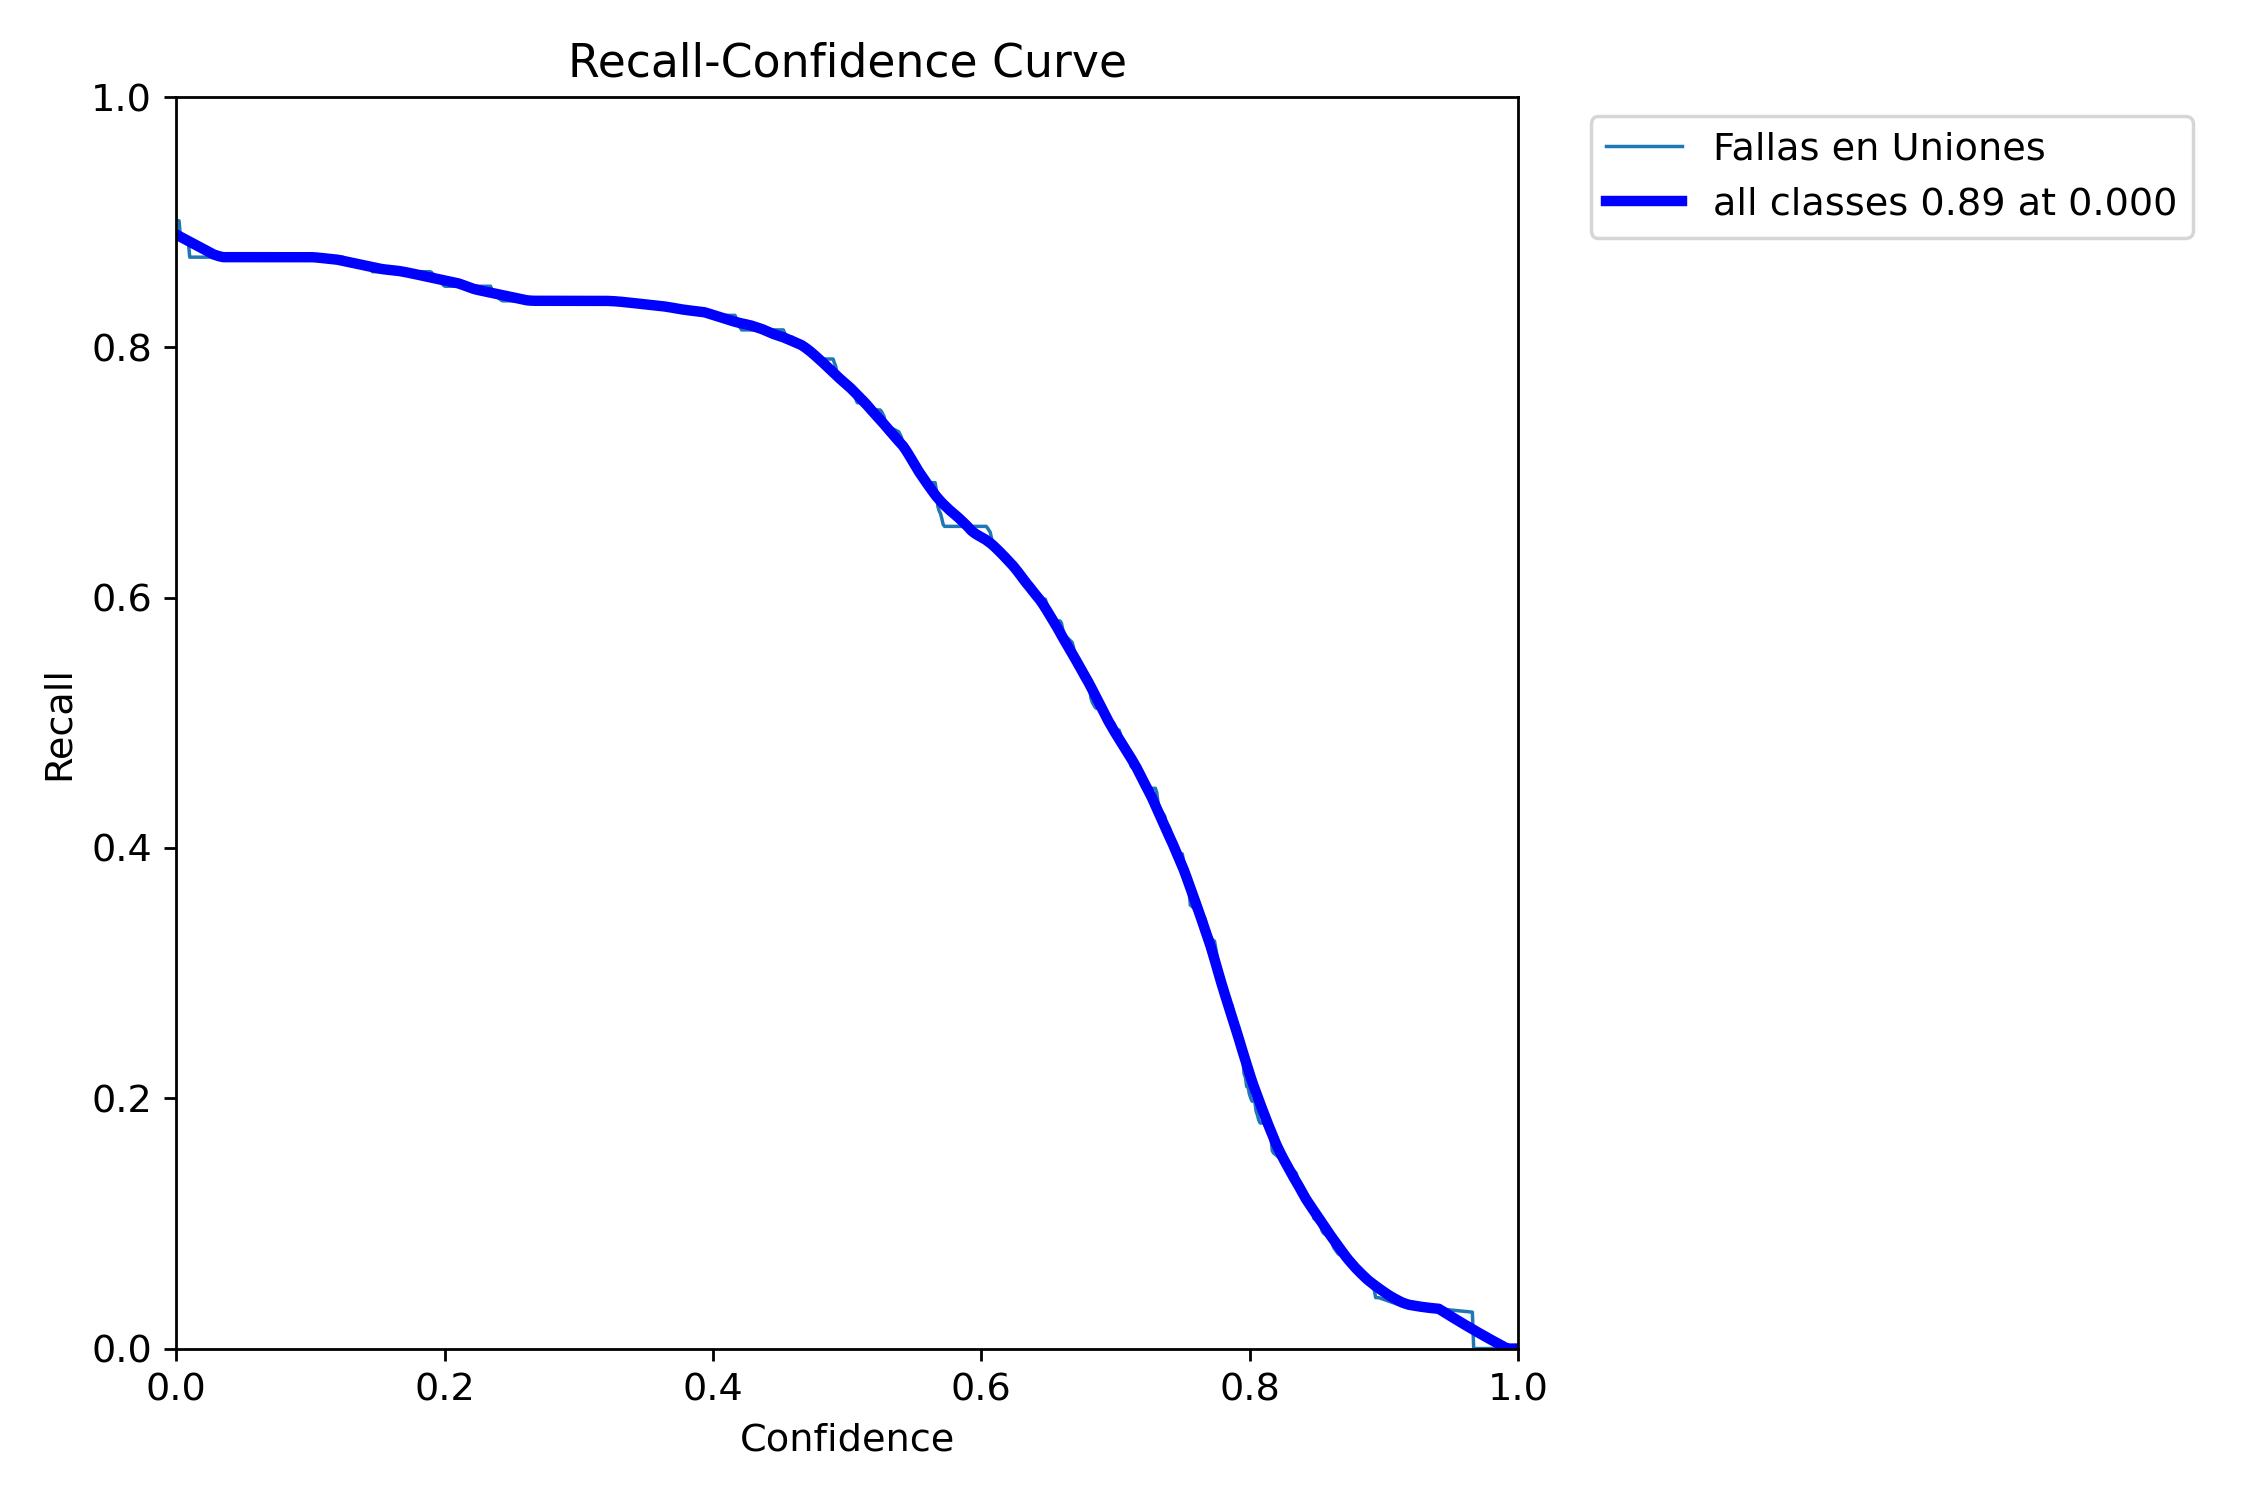 Recall-Confidence Curve
1.0
0.8
0.6
0.4
0.2
0.0
0.0 0.2 0.4 0.6 0.8 1.0
Recall
Confidence
Fallas en Uniones
all classes 0.89 at 0.000